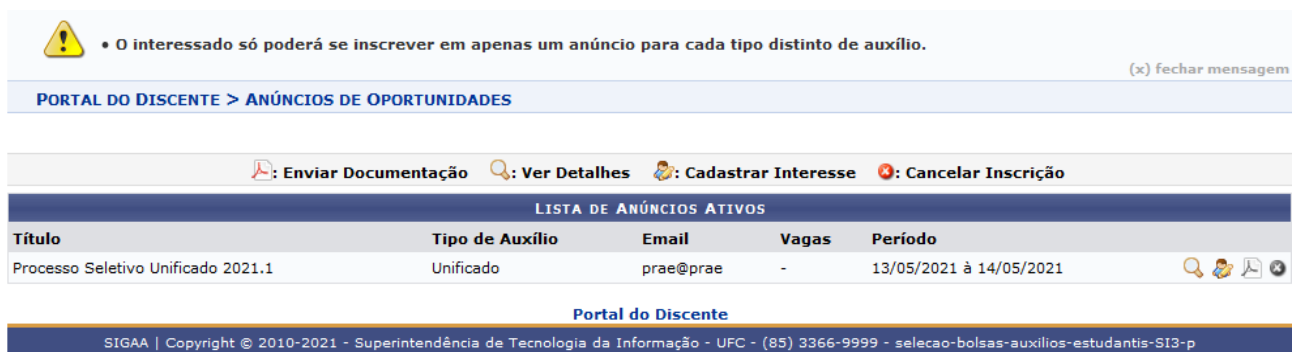 • O interessado só poderá se inscrever em apenas um anúncio para cada tipo distinto de auxílio.
(x) fechar mensagem
PORTAL DO DISCENTE > ANÚNCIOS DE OPORTUNIDADES
: Enviar Documentação : Ver Detalhes : Cadastrar Interesse : Cancelar Inscrição
LISTA DE ANÚNCIOS ATIVOS
Título Tipo de Auxílio Email Vagas Período
Processo Seletivo Unificado 2021.1 Unificado prae@prae - 13/05/2021 à 14/05/2021
Portal do Discente
SIGAA | Copyright © 2010-2021 - Superintendência de Tecnologia da Informação - UFC - (85) 3366-9999 - selecao-bolsas-auxilios-estudantis-SI3-p